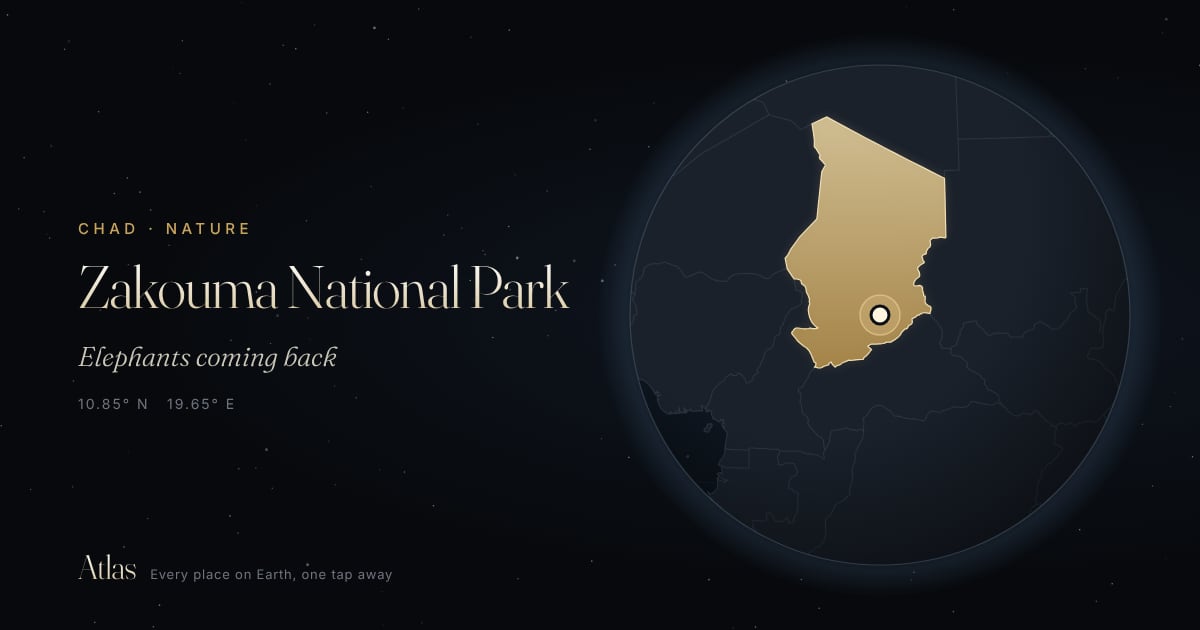 CHAD · NATURE
Zakouma National Park
Elephants coming back
10.85° N 19.65° E
Atlas Every place on Earth, one tap away